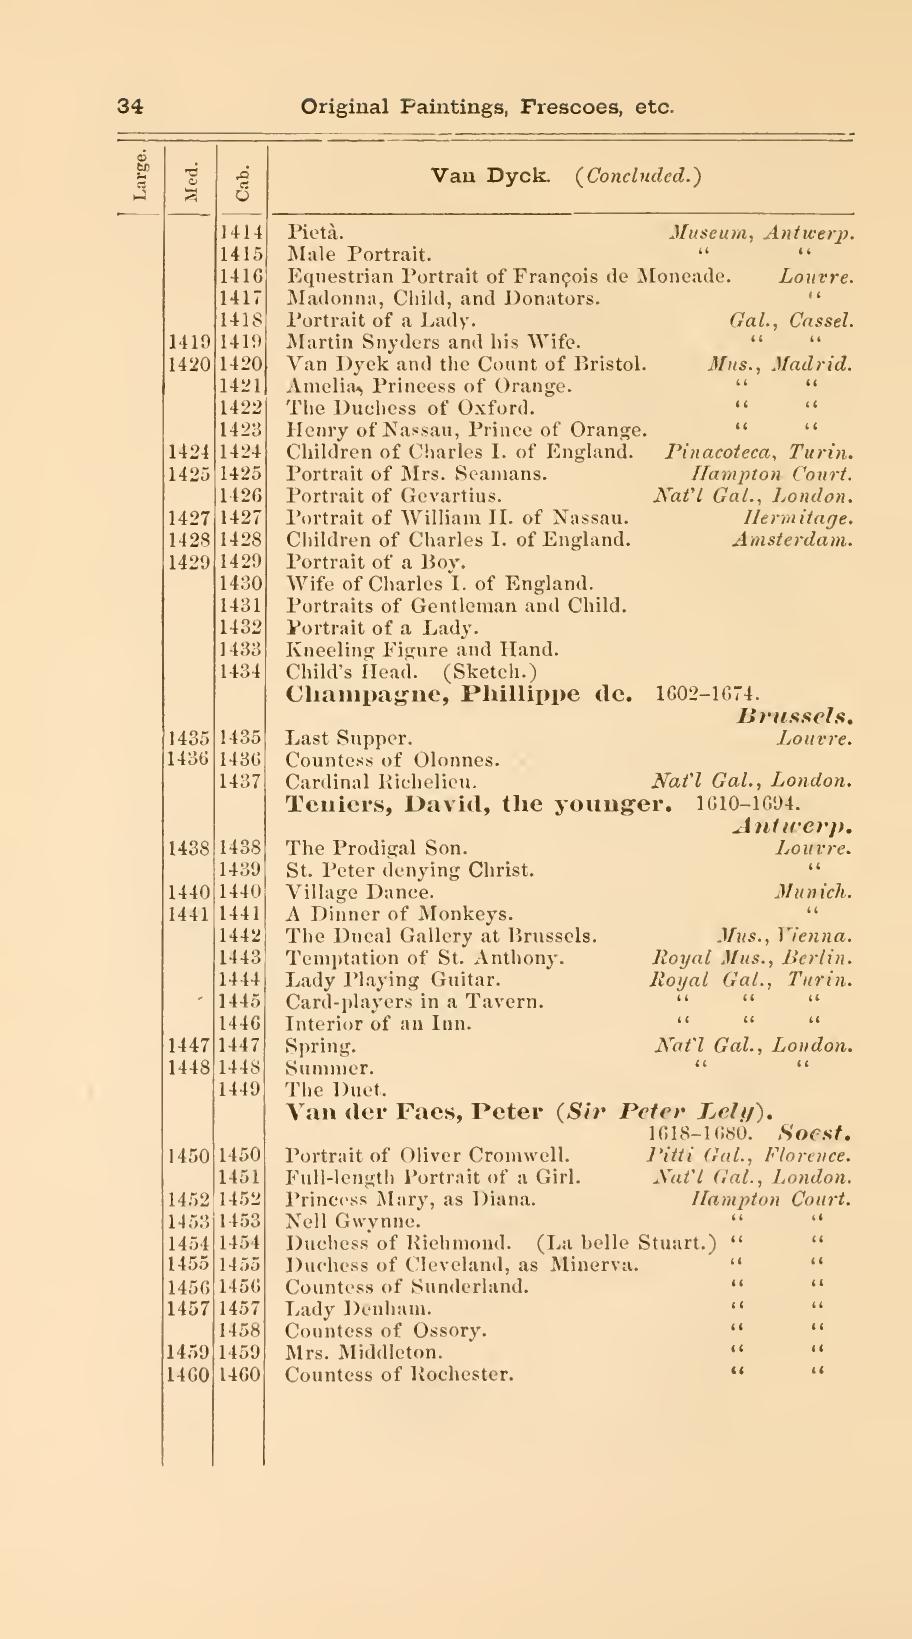 34 Original Paintings, Frescoes, etc.
Large. Med. Cab. Van Dyck. (Concluded.)
1414 Pietà. Museum, Antwerp.
1415 Male Portrait. “ “
1416 Equestrian Portrait of François de Moncade. Louvre.
1417 Madonna, Child, and Donators. “
1418 Portrait of a Lady. Gal., Cassel.
1419 1419 Martin Snyders and his Wife. “ “
1420 1420 Van Dyck and the Count of Bristol. Mus., Madrid.
1421 Amelia, Princess of Orange. “ “
1422 The Duchess of Oxford. “ “
1423 Henry of Nassau, Prince of Orange. “ “
1424 1424 Children of Charles I. of England. Pinacoteca, Turin.
1425 1425 Portrait of Mrs. Seamans. Hampton Court.
1426 Portrait of Gevartius. Nat'l Gal., London.
1427 1427 Portrait of William II. of Nassau. Hermitage.
1428 1428 Children of Charles I. of England. Amsterdam.
1429 1429 Portrait of a Boy.
1430 Wife of Charles I. of England.
1431 Portraits of Gentleman and Child.
1432 Portrait of a Lady.
1433 Kneeling Figure and Hand.
1434 Child's Head. (Sketch.)
Champagne, Phillippe de. 1602–1674.
Brussels.
1435 1435 Last Supper. Louvre.
1436 1436 Countess of Olonnes.
1437 Cardinal Richelieu. Nat'l Gal., London.
Teniers, David, the younger. 1610–1694.
Antwerp.
1438 1438 The Prodigal Son. Louvre.
1439 St. Peter denying Christ. “
1440 1440 Village Dance. Munich.
1441 1441 A Dinner of Monkeys. “
1442 The Ducal Gallery at Brussels. Mus., Vienna.
1443 Temptation of St. Anthony. Royal Mus., Berlin.
1444 Lady Playing Guitar. Royal Gal., Turin.
1445 Card-players in a Tavern. “ “ “
1446 Interior of an Inn. “ “ “
1447 1447 Spring. Nat'l Gal., London.
1448 1448 Summer. “ “
1449 The Duet.
Van der Faes, Peter (Sir Peter Lely).
1618–1680. Soest.
1450 1450 Portrait of Oliver Cromwell. Pitti Gal., Florence.
1451 Full-length Portrait of a Girl. Nat'l Gal., London.
1452 1452 Princess Mary, as Diana. Hampton Court.
1453 1453 Nell Gwynne. “ “
1454 1454 Duchess of Richmond. (La belle Stuart.) “ “
1455 1455 Duchess of Cleveland, as Minerva. “ “
1456 1456 Countess of Sunderland. “ “
1457 1457 Lady Denham. “ “
1458 Countess of Ossory. “ “
1459 1459 Mrs. Middleton. “ “
1460 1460 Countess of Rochester. “ “